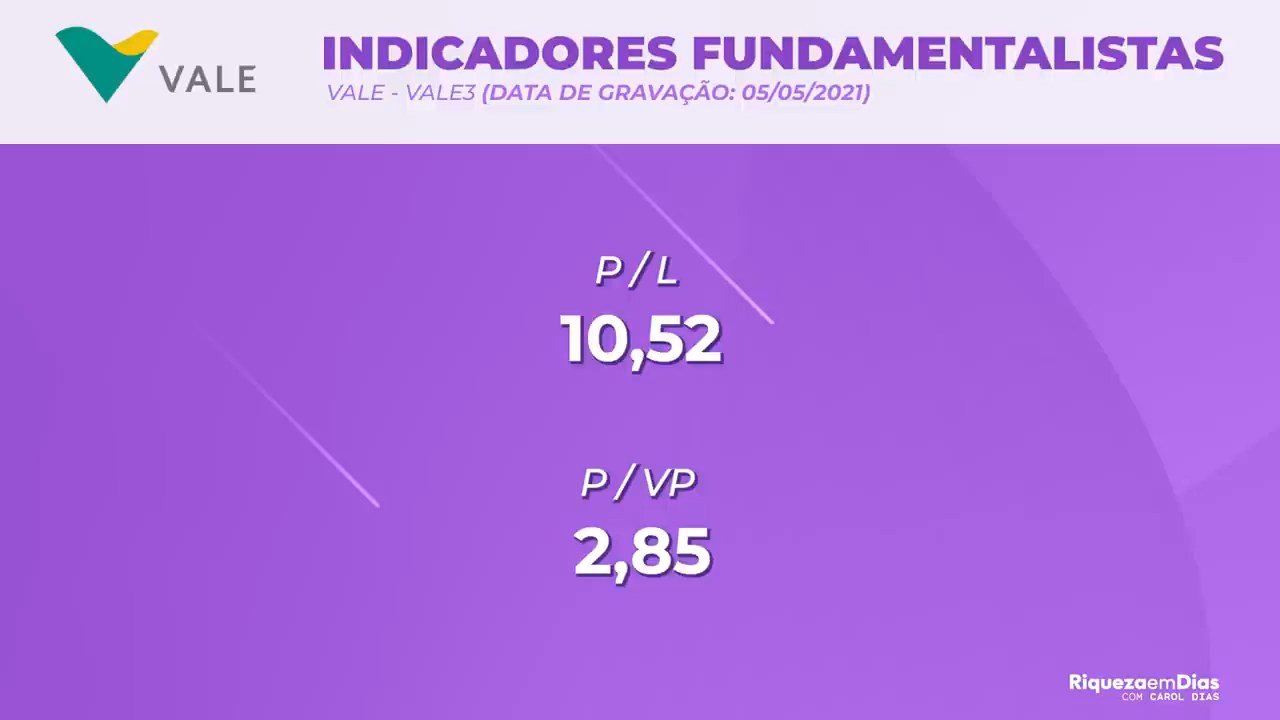 VALE
INDICADORES FUNDAMENTALISTAS
VALE - VALE3 (DATA DE GRAVAÇÃO: 05/05/2021)
P / L
10,52
P / VP
2,85
RiquezaemDias
COM CAROL DIAS